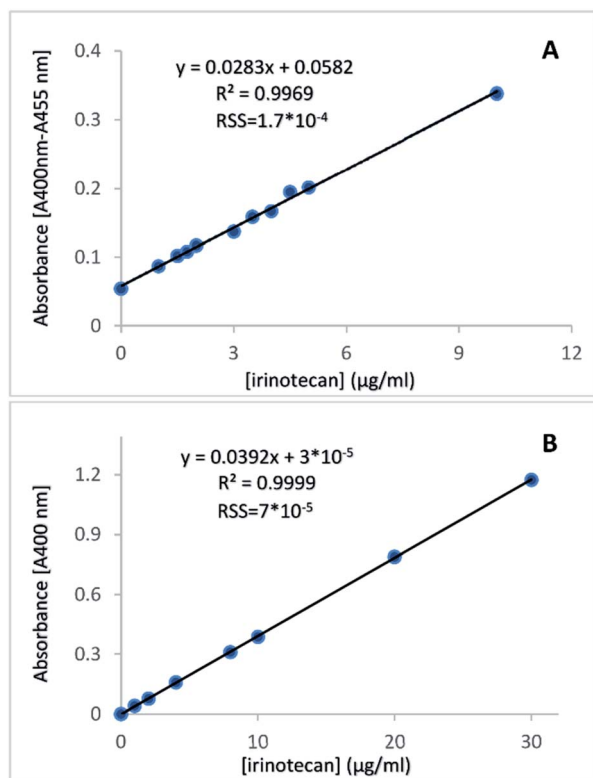 A
y = 0.0283x + 0.0582
R² = 0.9969
RSS=1.7*10⁻⁴
Absorbance [A400nm-A455 nm]
0.4
0.3
0.2
0.1
0
0 3 6 9 12
[irinotecan] (µg/ml)
B
y = 0.0392x + 3*10⁻⁵
R² = 0.9999
RSS=7*10⁻⁵
Absorbance [A400 nm]
1.2
0.9
0.6
0.3
0
0 10 20 30
[irinotecan] (µg/ml)